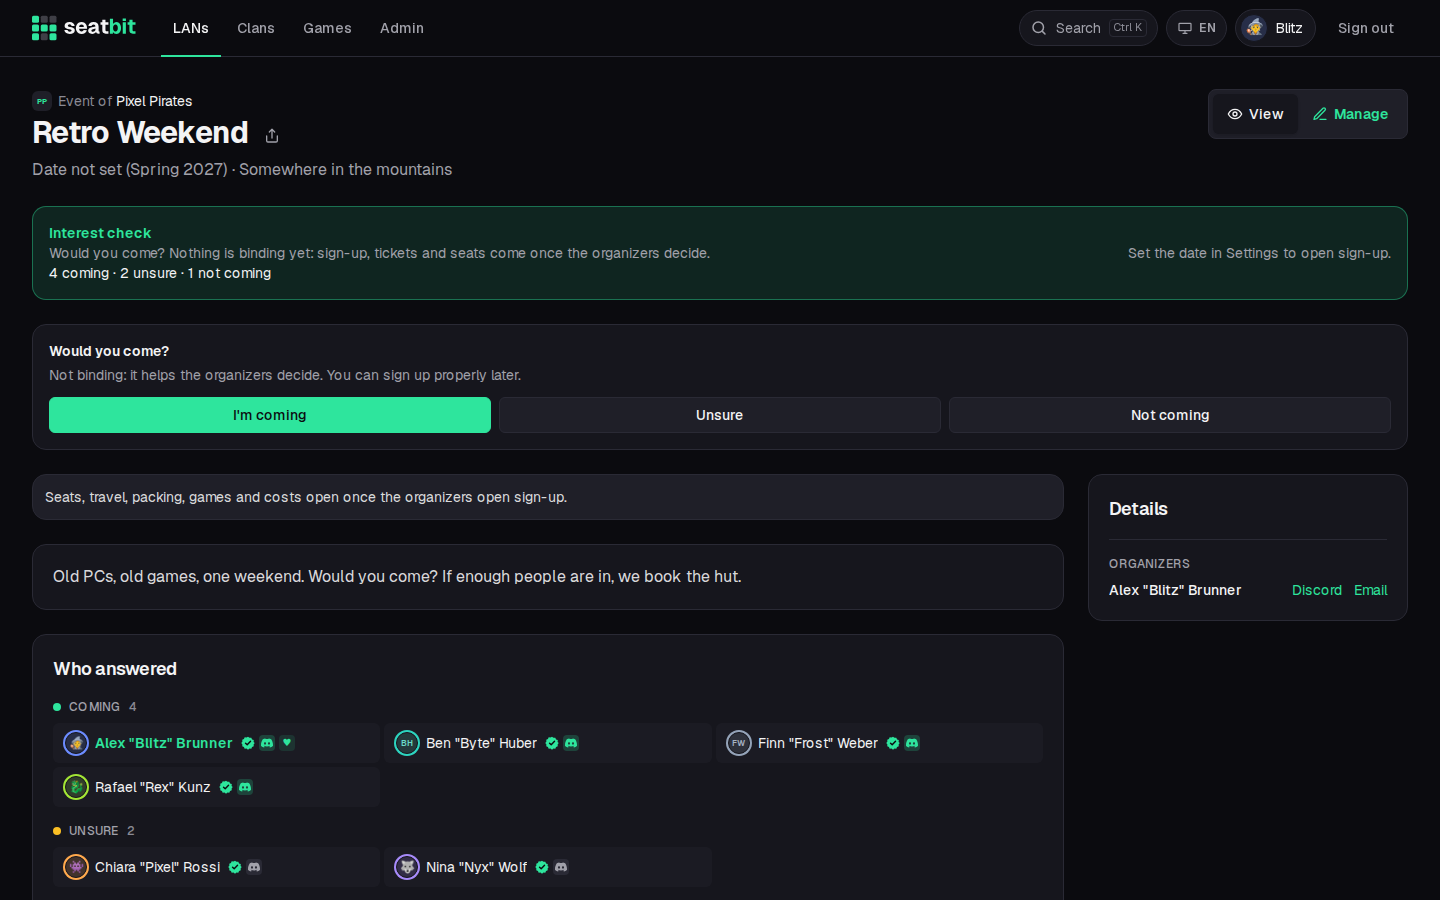 seatbit
LANs
Clans
Games
Admin
Search
Ctrl K
EN
Blitz
Sign out
PP
Event of Pixel Pirates
Retro Weekend
View
Manage
Date not set (Spring 2027) · Somewhere in the mountains
Interest check
Would you come? Nothing is binding yet: sign-up, tickets and seats come once the organizers decide.
4 coming · 2 unsure · 1 not coming
Set the date in Settings to open sign-up.
Would you come?
Not binding: it helps the organizers decide. You can sign up properly later.
I'm coming
Unsure
Not coming
Seats, travel, packing, games and costs open once the organizers open sign-up.
Old PCs, old games, one weekend. Would you come? If enough people are in, we book the hut.
Details
ORGANIZERS
Alex "Blitz" Brunner
Discord
Email
Who answered
COMING 4
Alex "Blitz" Brunner
BH
Ben "Byte" Huber
FW
Finn "Frost" Weber
Rafael "Rex" Kunz
UNSURE 2
Chiara "Pixel" Rossi
Nina "Nyx" Wolf